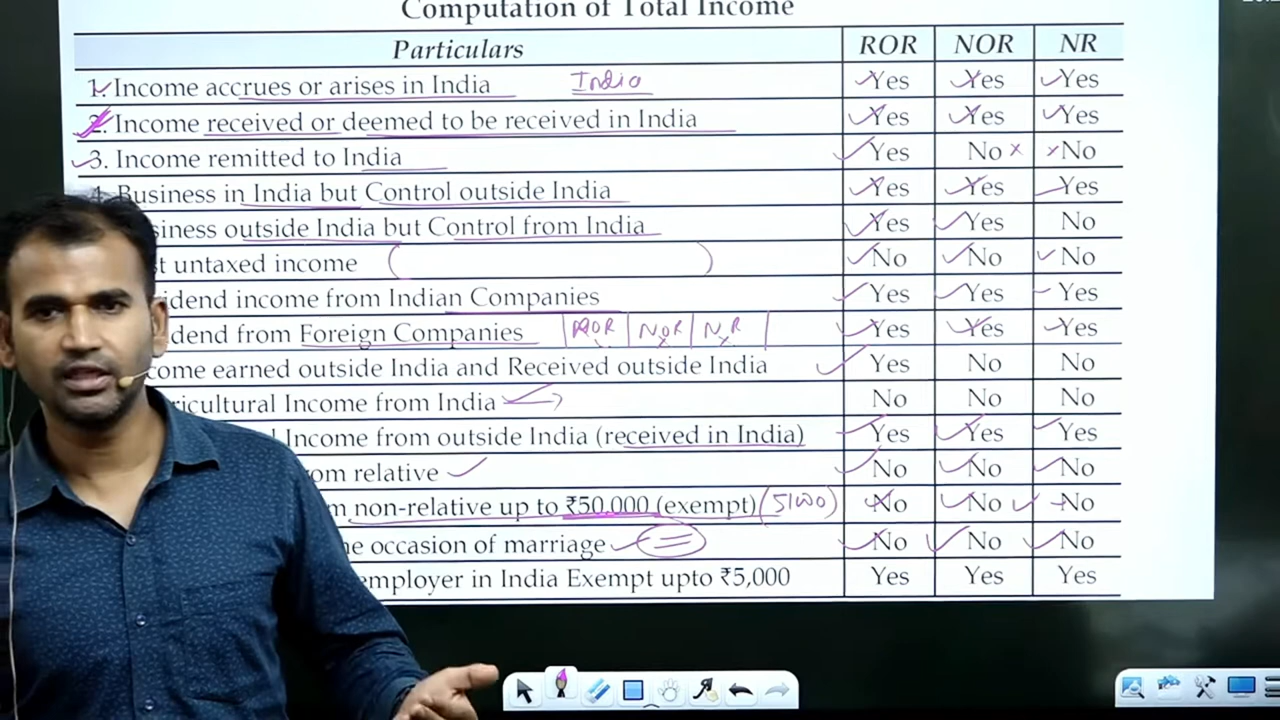 Computation of Total Income
Particulars ROR NOR NR
1. Income accrues or arises in India India Yes Yes Yes
2. Income received or deemed to be received in India Yes Yes Yes
3. Income remitted to India Yes No × × No
Business in India but Control outside India Yes Yes Yes
siness outside India but Control from India Yes Yes No
t untaxed income ( ) No No No
idend income from Indian Companies Yes Yes Yes
dend from Foreign Companies ROR NOR NR Yes Yes Yes
come earned outside India and Received outside India Yes No No
ricultural Income from India No No No
l Income from outside India (received in India) Yes Yes Yes
om relative No No No
m non-relative up to ₹50,000 (exempt) (51000) No No No
he occasion of marriage No No No
employer in India Exempt upto ₹5,000 Yes Yes Yes